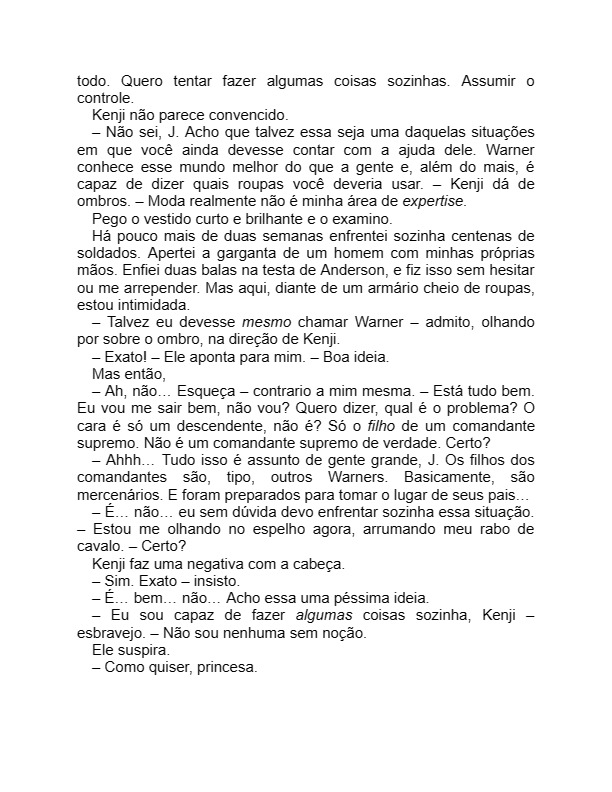 todo. Quero tentar fazer algumas coisas sozinhas. Assumir o
controle.
Kenji não parece convencido.
– Não sei, J. Acho que talvez essa seja uma daquelas situações
em que você ainda devesse contar com a ajuda dele. Warner
conhece esse mundo melhor do que a gente e, além do mais, é
capaz de dizer quais roupas você deveria usar. – Kenji dá de
ombros. – Moda realmente não é minha área de expertise.
Pego o vestido curto e brilhante e o examino.
Há pouco mais de duas semanas enfrentei sozinha centenas de
soldados. Apertei a garganta de um homem com minhas próprias
mãos. Enfiei duas balas na testa de Anderson, e fiz isso sem hesitar
ou me arrepender. Mas aqui, diante de um armário cheio de roupas,
estou intimidada.
– Talvez eu devesse mesmo chamar Warner – admito, olhando
por sobre o ombro, na direção de Kenji.
– Exato! – Ele aponta para mim. – Boa ideia.
Mas então,
– Ah, não… Esqueça – contrario a mim mesma. – Está tudo bem.
Eu vou me sair bem, não vou? Quero dizer, qual é o problema? O
cara é só um descendente, não é? Só o filho de um comandante
supremo. Não é um comandante supremo de verdade. Certo?
– Ahhh… Tudo isso é assunto de gente grande, J. Os filhos dos
comandantes são, tipo, outros Warners. Basicamente, são
mercenários. E foram preparados para tomar o lugar de seus pais…
– É… não… eu sem dúvida devo enfrentar sozinha essa situação.
– Estou me olhando no espelho agora, arrumando meu rabo de
cavalo. – Certo?
Kenji faz uma negativa com a cabeça.
– Sim. Exato – insisto.
– É… bem… não… Acho essa uma péssima ideia.
– Eu sou capaz de fazer algumas coisas sozinha, Kenji –
esbravejo. – Não sou nenhuma sem noção.
Ele suspira.
– Como quiser, princesa.